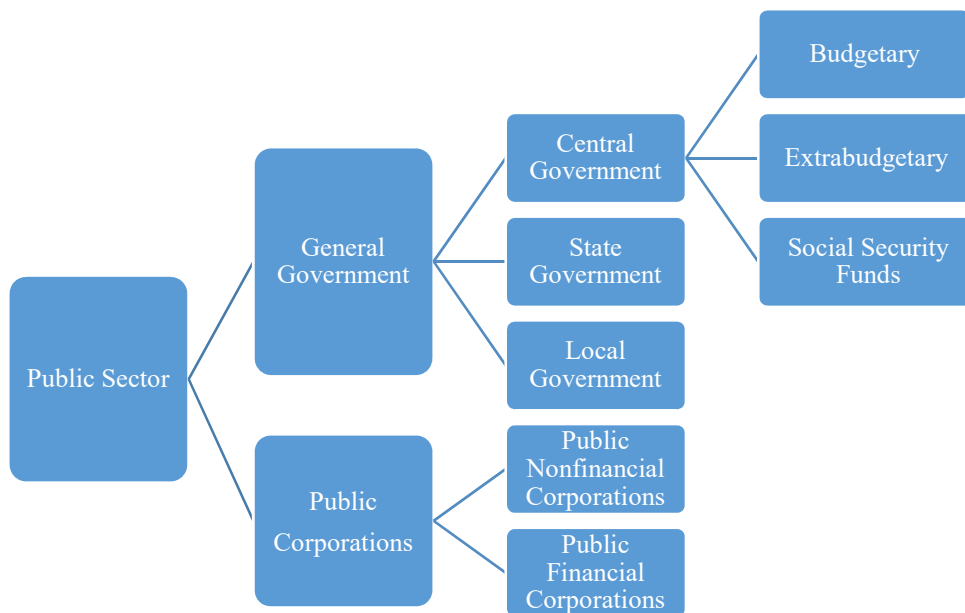 Public Sector
General
Government
Public
Corporations
Central
Government
State
Government
Local
Government
Public
Nonfinancial
Corporations
Public
Financial
Corporations
Budgetary
Extrabudgetary
Social Security
Funds